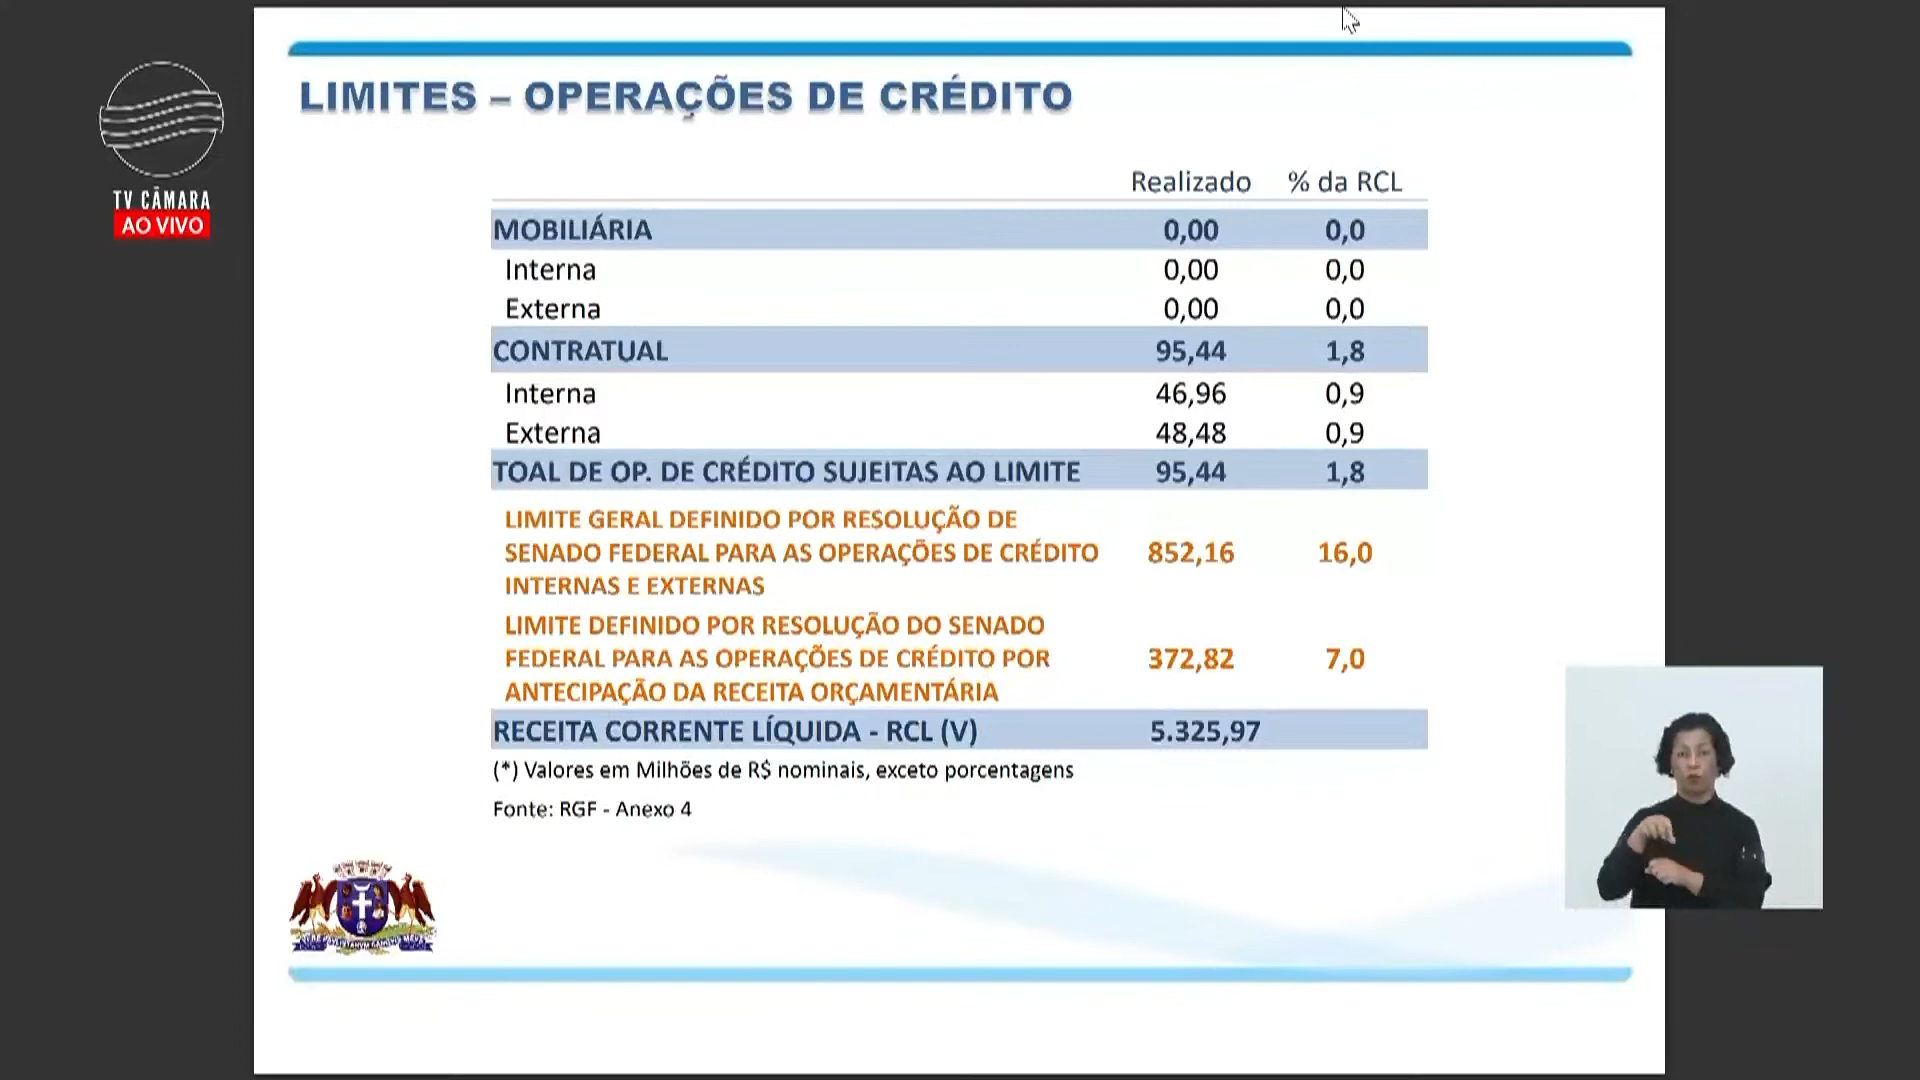 TV CÂMARA
AO VIVO
LIMITES – OPERAÇÕES DE CRÉDITO
Realizado % da RCL
MOBILIÁRIA 0,00 0,0
Interna 0,00 0,0
Externa 0,00 0,0
CONTRATUAL 95,44 1,8
Interna 46,96 0,9
Externa 48,48 0,9
TOAL DE OP. DE CRÉDITO SUJEITAS AO LIMITE 95,44 1,8
LIMITE GERAL DEFINIDO POR RESOLUÇÃO DE
SENADO FEDERAL PARA AS OPERAÇÕES DE CRÉDITO 852,16 16,0
INTERNAS E EXTERNAS
LIMITE DEFINIDO POR RESOLUÇÃO DO SENADO
FEDERAL PARA AS OPERAÇÕES DE CRÉDITO POR 372,82 7,0
ANTECIPAÇÃO DA RECEITA ORÇAMENTÁRIA
RECEITA CORRENTE LÍQUIDA - RCL (V) 5.325,97
(*) Valores em Milhões de R$ nominais, exceto porcentagens
Fonte: RGF - Anexo 4